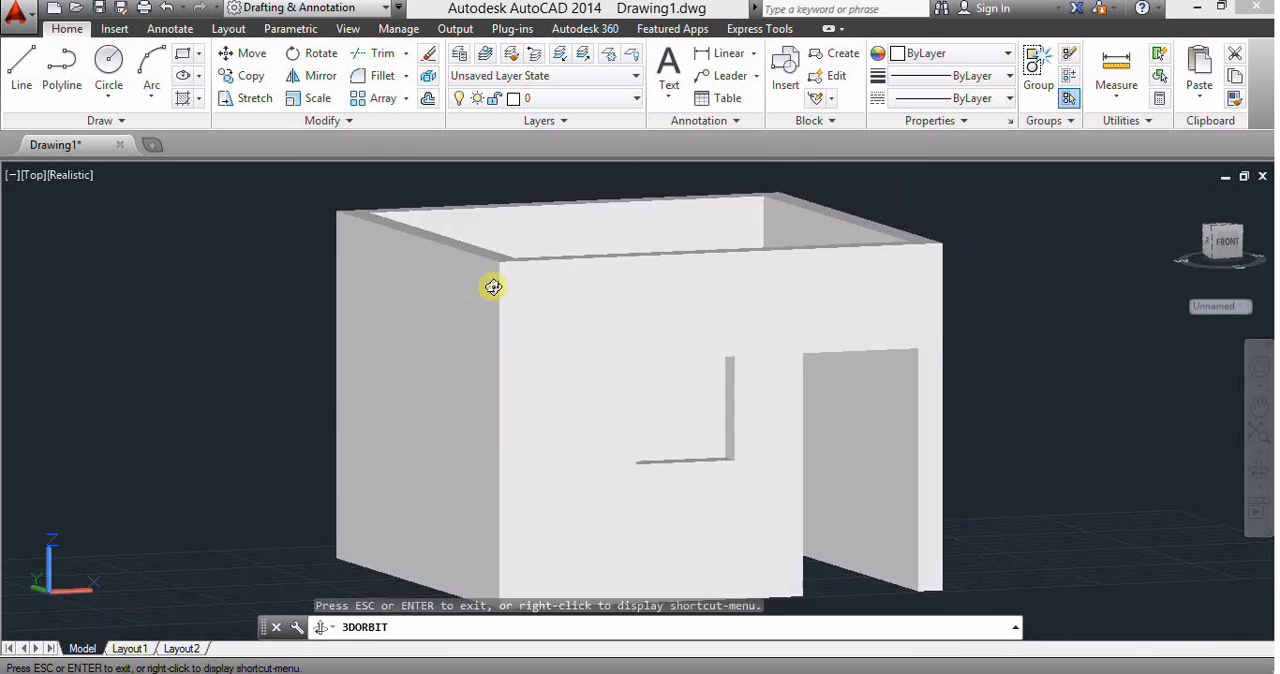 Drafting & Annotation Autodesk AutoCAD 2014 Drawing1.dwg Type a keyword or phrase Sign In
Home Insert Annotate Layout Parametric View Manage Output Plug-ins Autodesk 360 Featured Apps Express Tools
Move Rotate Trim Linear Create ByLayer
Line Polyline Circle Arc Copy Mirror Fillet Unsaved Layer State Text Leader Insert Edit ByLayer Group Measure Paste
Stretch Scale Array 0 Table ByLayer
Draw Modify Layers Annotation Block Properties Groups Utilities Clipboard
Drawing1*
[−][Top][Realistic]
FRONT
Unnamed
Z
Y X
Press ESC or ENTER to exit, or right-click to display shortcut-menu.
3DORBIT
Model Layout1 Layout2
Press ESC or ENTER to exit, or right-click to display shortcut-menu.